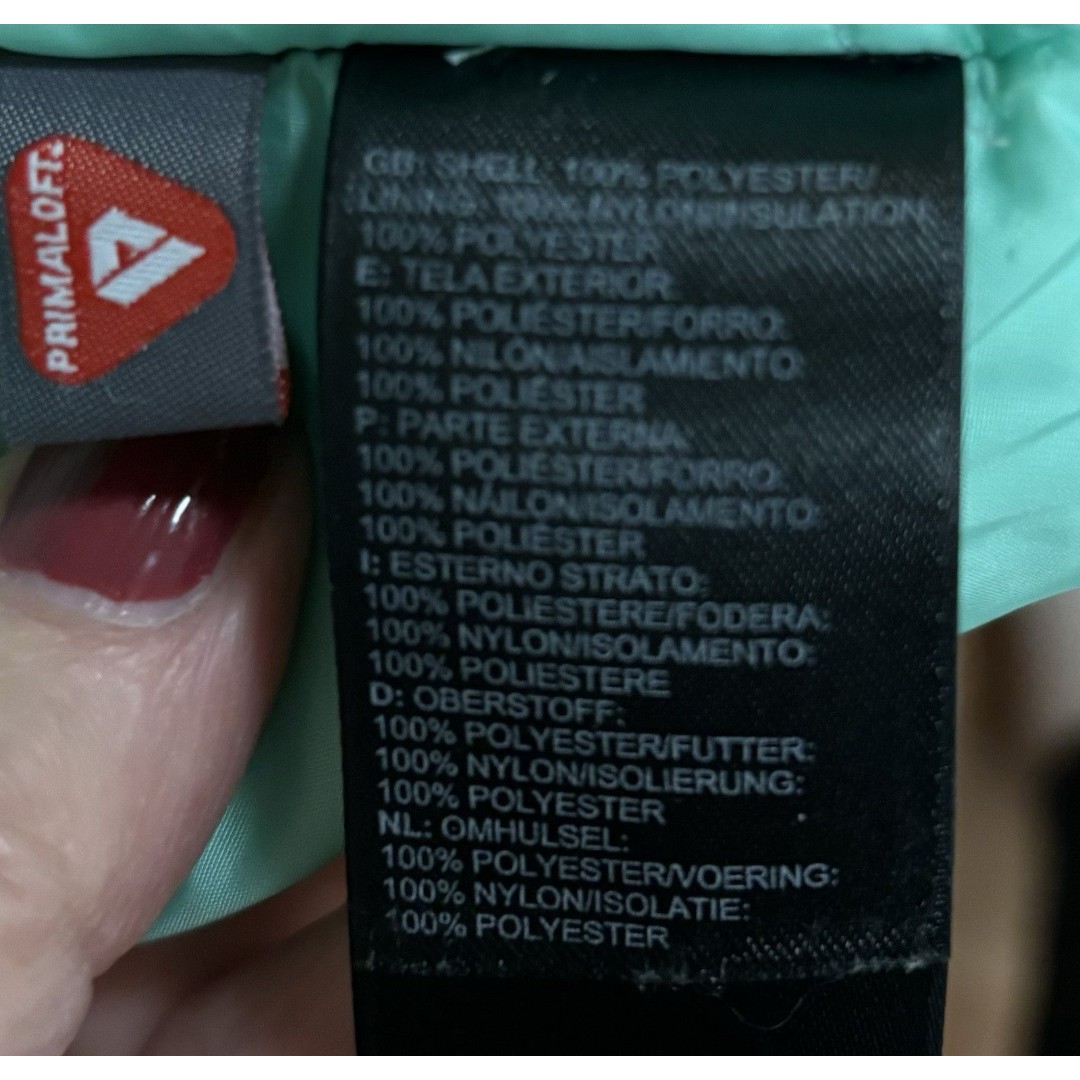 PRIMALOFT®
GB: SHELL: 100% POLYESTER/
LINING: 100% NYLON/INSULATION:
100% POLYESTER
E: TELA EXTERIOR:
100% POLIÉSTER/FORRO:
100% NILÓN/AISLAMIENTO:
100% POLIÉSTER
P: PARTE EXTERNA:
100% POLIÉSTER/FORRO:
100% NÁILON/ISOLAMENTO:
100% POLIÉSTER
I: ESTERNO STRATO:
100% POLIESTERE/FODERA:
100% NYLON/ISOLAMENTO:
100% POLIESTERE
D: OBERSTOFF:
100% POLYESTER/FUTTER:
100% NYLON/ISOLIERUNG:
100% POLYESTER
NL: OMHULSEL:
100% POLYESTER/VOERING:
100% NYLON/ISOLATIE:
100% POLYESTER